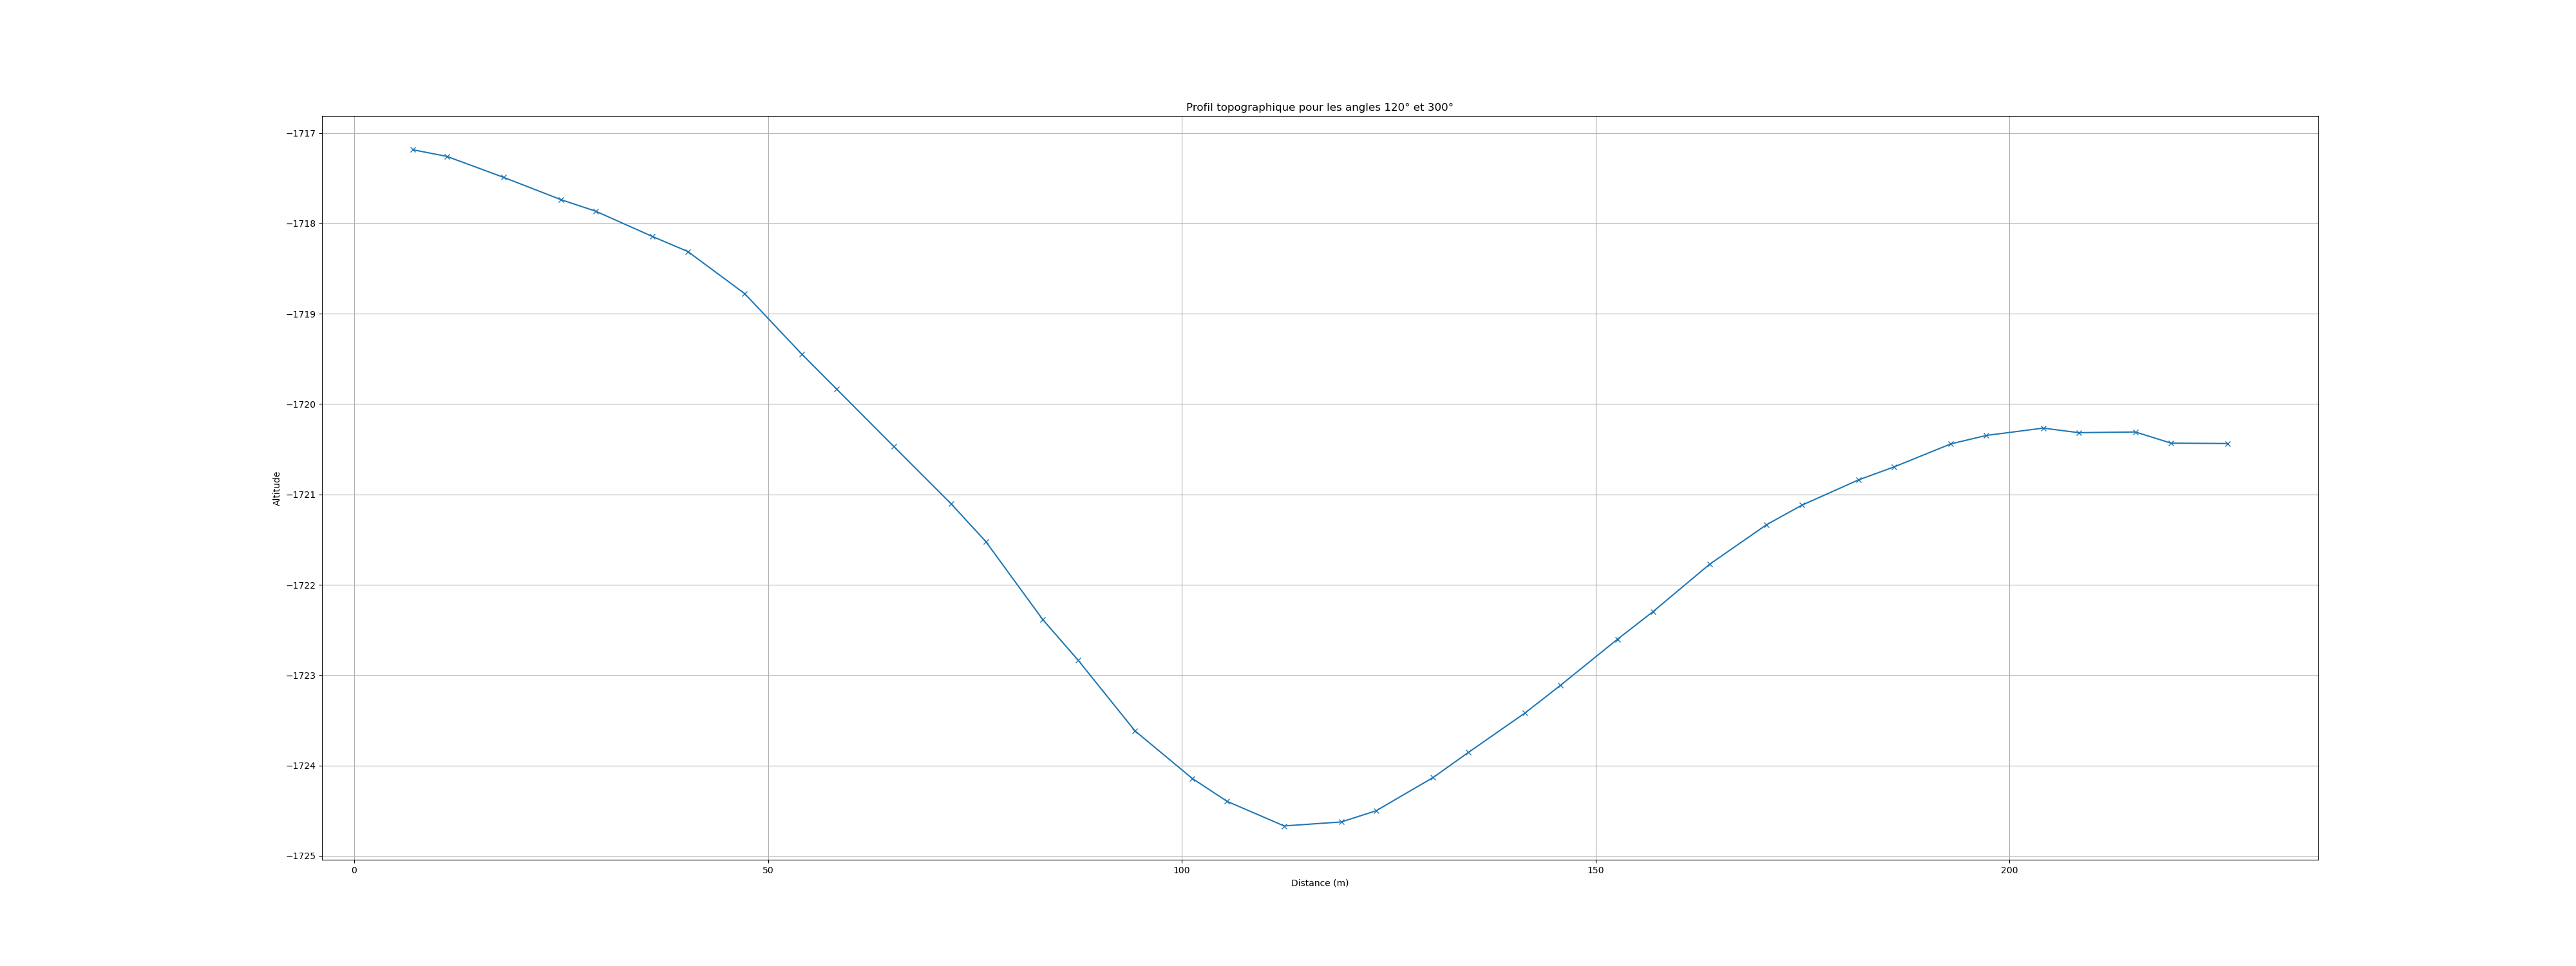 Profil topographique pour les angles 120° et 300°
−1717
−1718
−1719
−1720
−1721
−1722
−1723
−1724
−1725
Altitude
0 50 100 150 200
Distance (m)